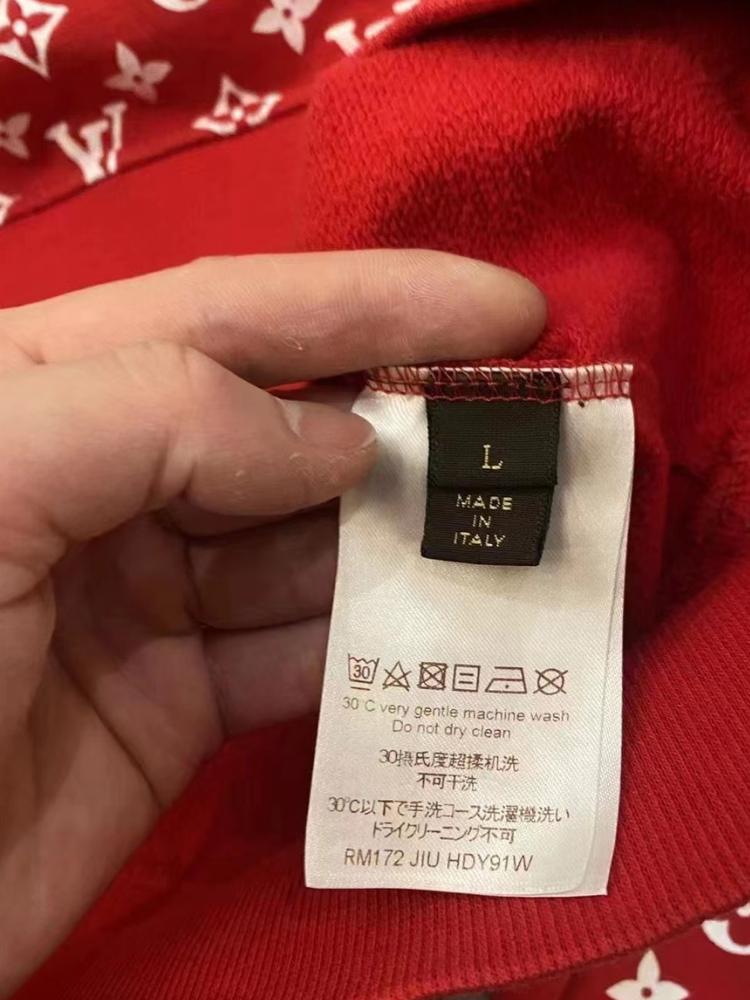 LV
L
MADE
IN
ITALY
30
30°C very gentle machine wash
Do not dry clean
30摄氏度超揉机洗
不可干洗
30℃以下で手洗コース洗濯機洗い
ドライクリーニング不可
RM172 JIU HDY91W